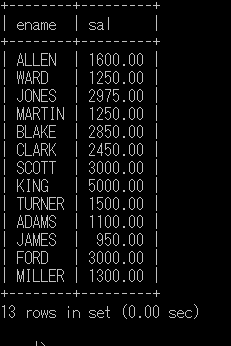 +--------+---------+
| ename  | sal     |
+--------+---------+
| ALLEN  | 1600.00 |
| WARD   | 1250.00 |
| JONES  | 2975.00 |
| MARTIN | 1250.00 |
| BLAKE  | 2850.00 |
| CLARK  | 2450.00 |
| SCOTT  | 3000.00 |
| KING   | 5000.00 |
| TURNER | 1500.00 |
| ADAMS  | 1100.00 |
| JAMES  |  950.00 |
| FORD   | 3000.00 |
| MILLER | 1300.00 |
+--------+---------+
13 rows in set (0.00 sec)